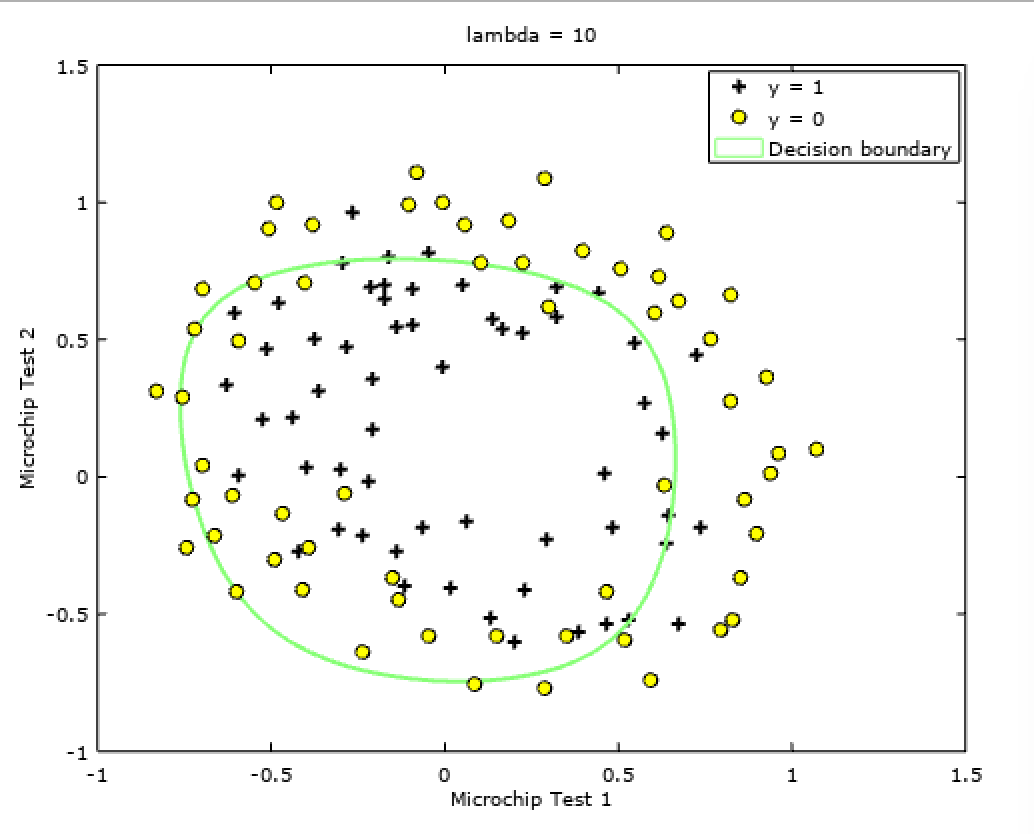 lambda = 10
1.5
y = 1
y = 0
Decision boundary
1
0.5
Microchip Test 2
0
-0.5
-1
-1 -0.5 0 0.5 1 1.5
Microchip Test 1